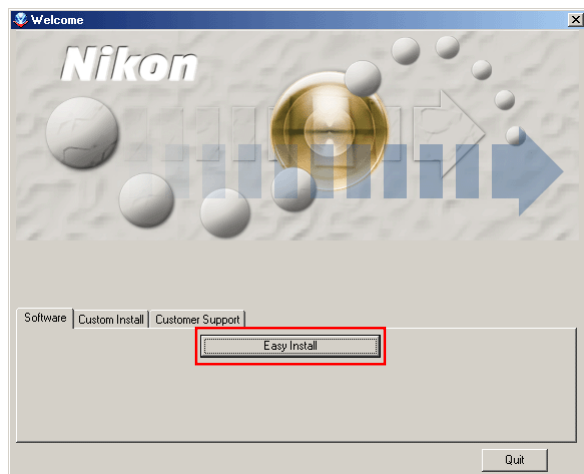 Welcome
Nikon
Software Custom Install Customer Support
Easy Install
Quit